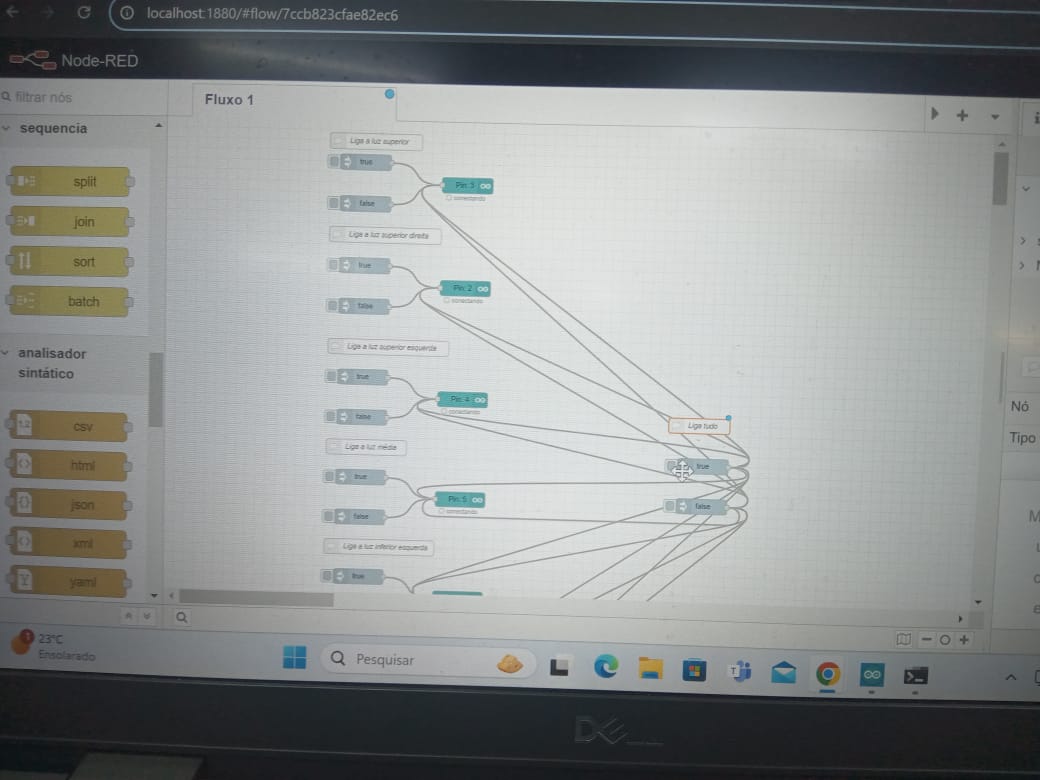 localhost:1880/#flow/7ccb823cfae82ec6
Node-RED
filtrar nós
Fluxo 1
sequencia
split
join
sort
batch
analisador
sintático
csv
html
json
xml
yaml
Liga a luz superior
true
false
Pin: 3
conectando
Liga a luz superior direita
true
false
Pin: 2
conectando
Liga a luz superior esquerda
true
false
Pin: 4
conectando
Liga a luz média
true
false
Pin: 5
conectando
Liga a luz inferior esquerda
true
Liga tudo
true
false
Nó
Tipo
23°C
Ensolarado
Pesquisar